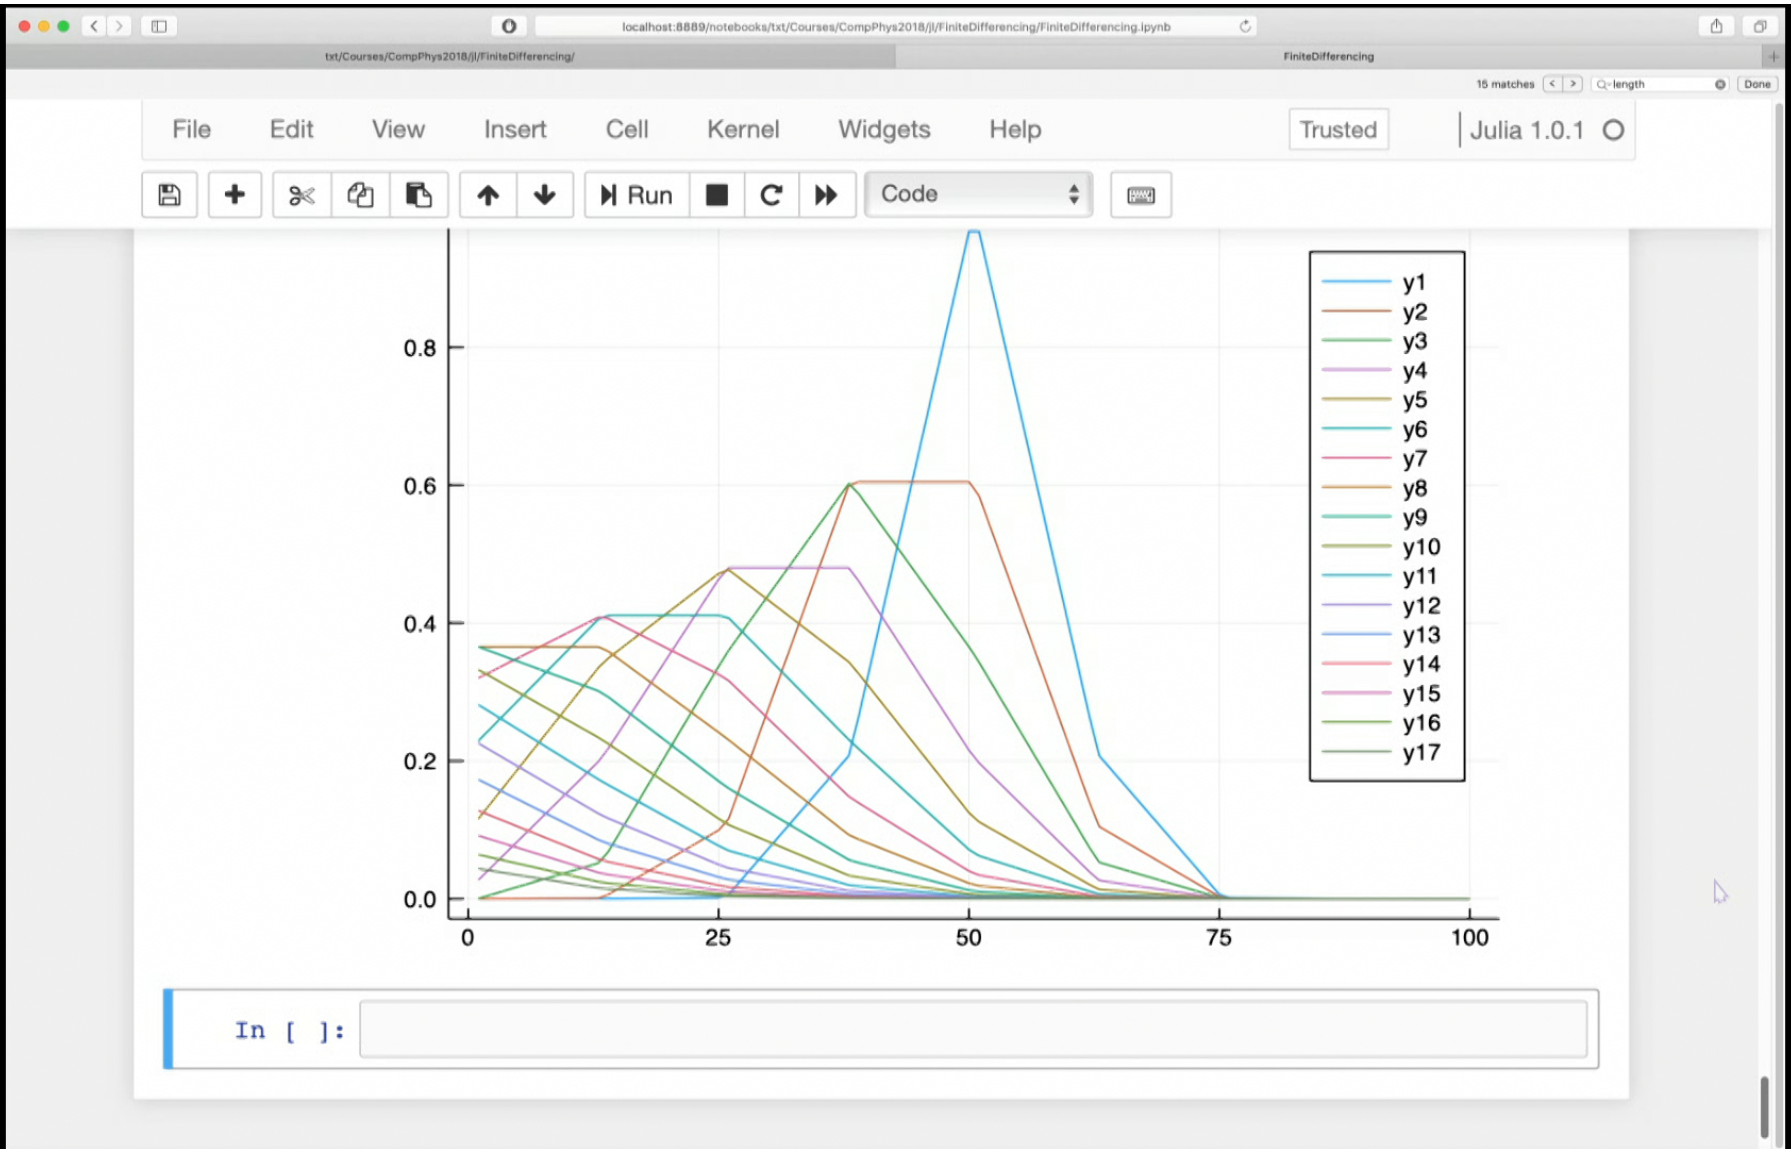 localhost:8889/notebooks/txt/Courses/CompPhys2018/jl/FiniteDifferencing/FiniteDifferencing.ipynb
txt/Courses/CompPhys2018/jl/FiniteDifferencing/
FiniteDifferencing
15 matches
length
Done
File Edit View Insert Cell Kernel Widgets Help
Trusted
Julia 1.0.1
Run
Code
y1
y2
y3
y4
y5
y6
y7
y8
y9
y10
y11
y12
y13
y14
y15
y16
y17
0.8
0.6
0.4
0.2
0.0
0 25 50 75 100
In [ ]: